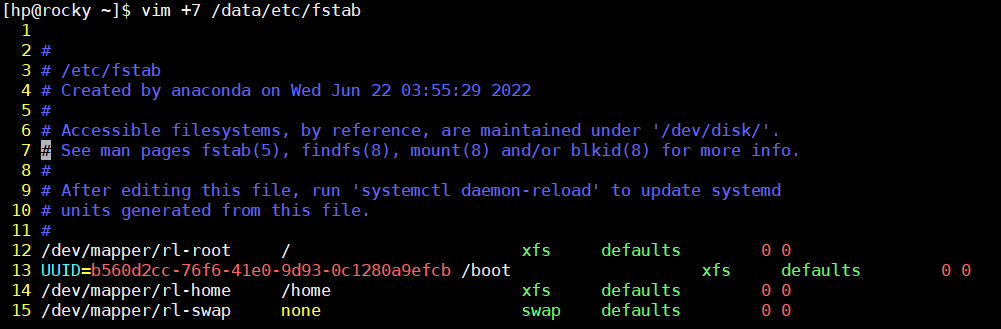 [hp@rocky ~]$ vim +7 /data/etc/fstab
1
2 #
3 # /etc/fstab
4 # Created by anaconda on Wed Jun 22 03:55:29 2022
5 #
6 # Accessible filesystems, by reference, are maintained under '/dev/disk/'.
7 # See man pages fstab(5), findfs(8), mount(8) and/or blkid(8) for more info.
8 #
9 # After editing this file, run 'systemctl daemon-reload' to update systemd
10 # units generated from this file.
11 #
12 /dev/mapper/rl-root     /                       xfs     defaults        0 0
13 UUID=b560d2cc-76f6-41e0-9d93-0c1280a9efcb /boot                   xfs     defaults        0 0
14 /dev/mapper/rl-home     /home                   xfs     defaults        0 0
15 /dev/mapper/rl-swap     none                    swap    defaults        0 0